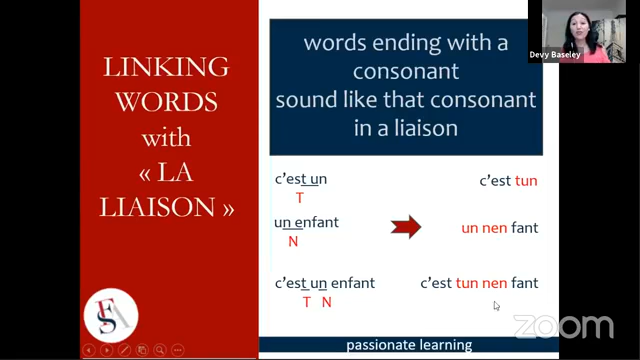 Devy Baseley
LINKING
WORDS
with
« LA
LIAISON »
words ending with a
consonant
sound like that consonant
in a liaison
c'est un
T
c'est tun
un enfant
N
un nen fant
c'est un enfant
T N
c'est tun nen fant
zoom
passionate learning